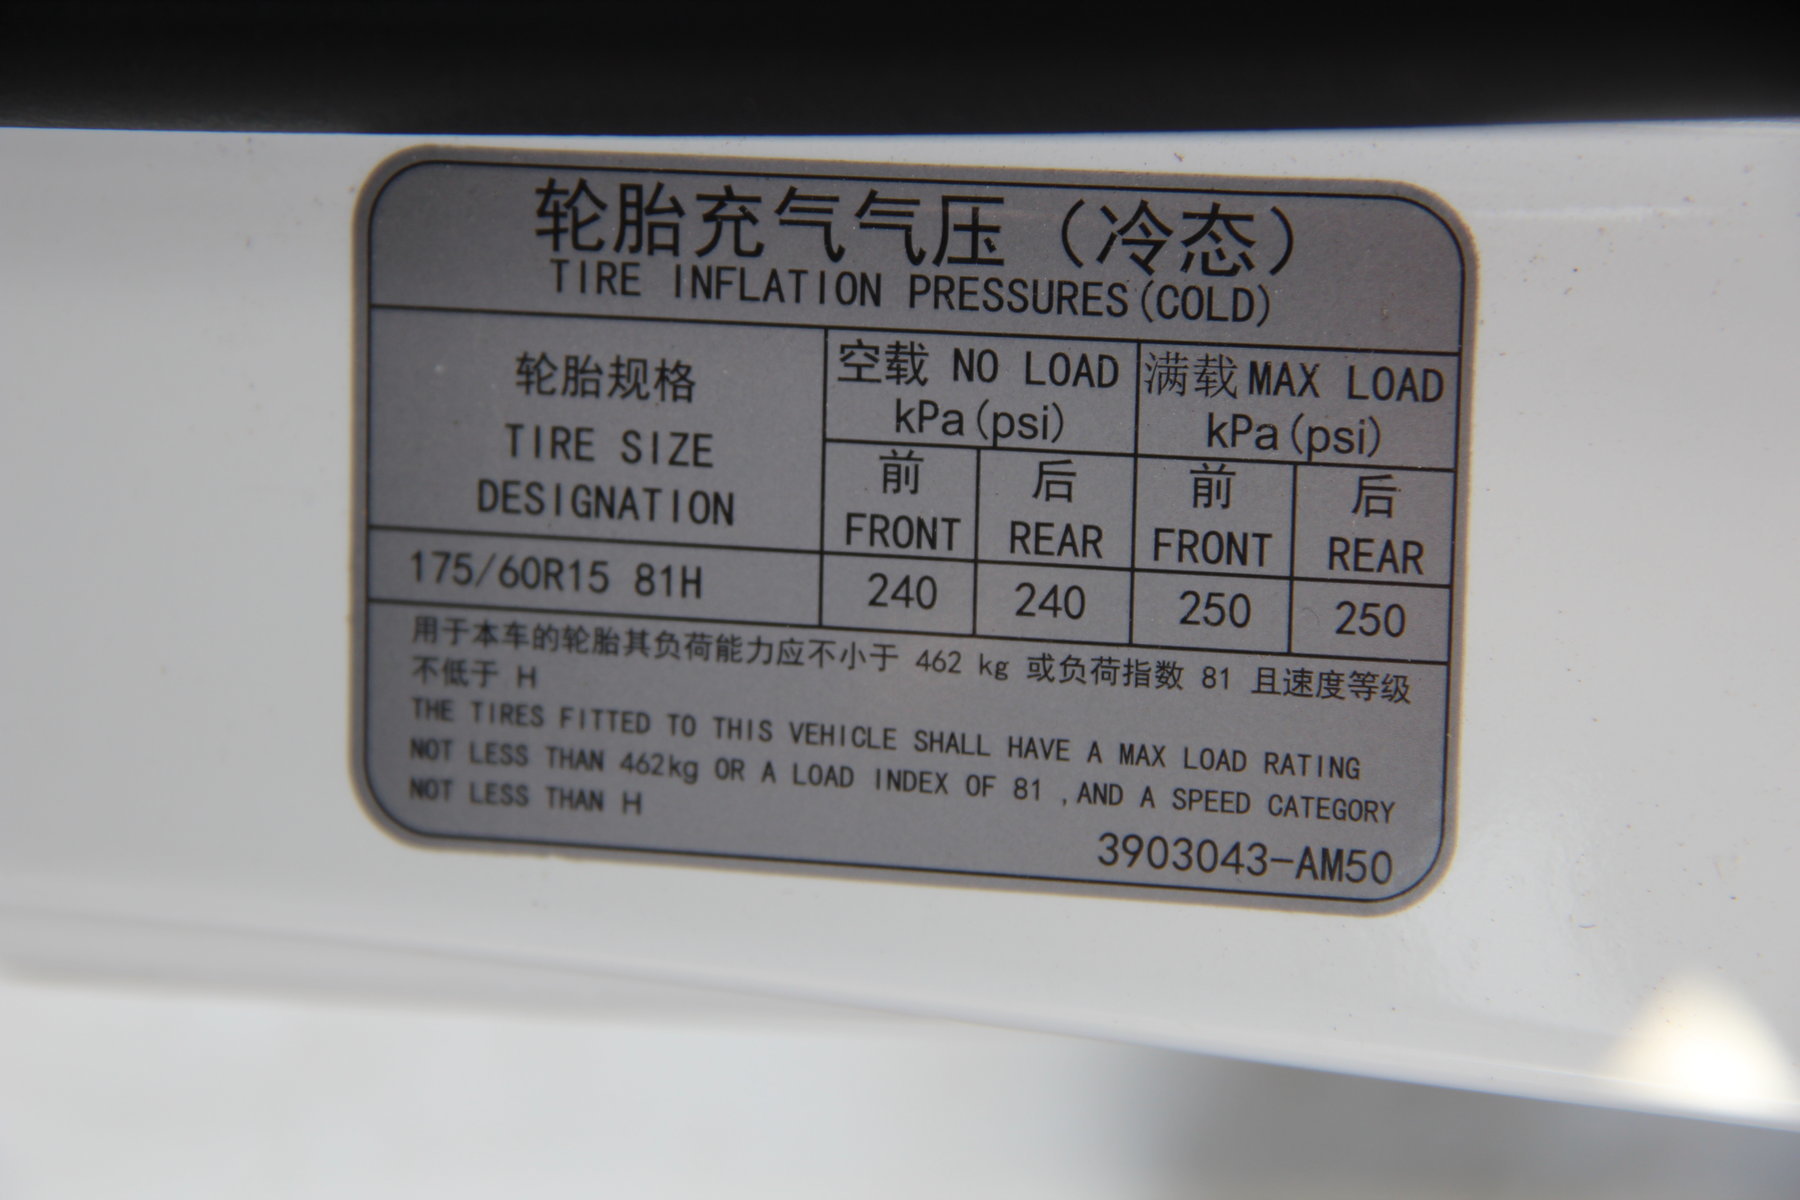 轮胎充气气压（冷态）
TIRE INFLATION PRESSURES(COLD)
轮胎规格
TIRE SIZE
DESIGNATION
空载 NO LOAD
kPa(psi)
满载 MAX LOAD
kPa(psi)
前 后 前 后
FRONT REAR FRONT REAR
175/60R15 81H 240 240 250 250
用于本车的轮胎其负荷能力应不小于 462 kg 或负荷指数 81 且速度等级
不低于 H
THE TIRES FITTED TO THIS VEHICLE SHALL HAVE A MAX LOAD RATING
NOT LESS THAN 462kg OR A LOAD INDEX OF 81 ,AND A SPEED CATEGORY
NOT LESS THAN H
3903043-AM50